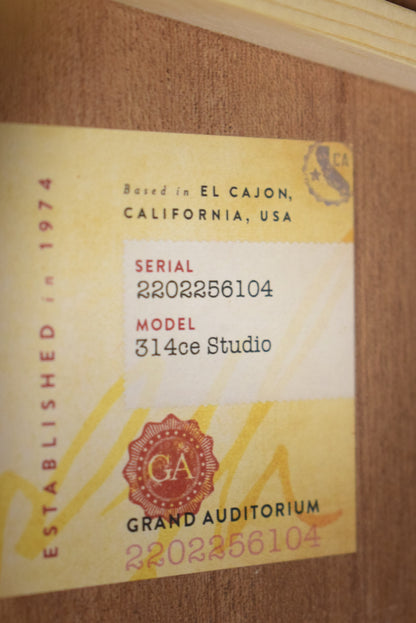 CA
Based in EL CAJON,
CALIFORNIA, USA
ESTABLISHED in 1974
SERIAL
2202256104
MODEL
314ce Studio
GA
GRAND AUDITORIUM
2202256104